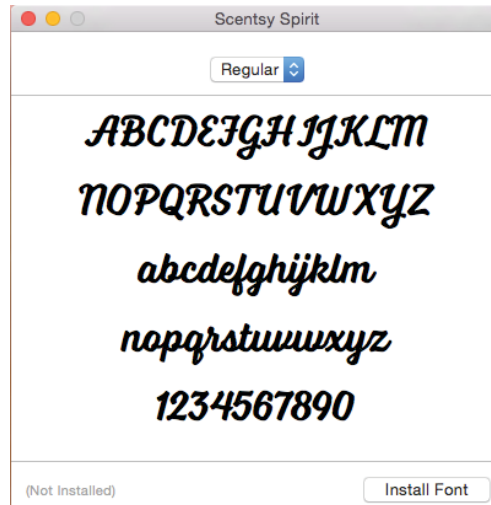 Scentsy Spirit
Regular
ABCDEFGHIJKLM
NOPQRSTUVWXYZ
abcdefghijklm
nopqrstuvwxyz
1234567890
(Not Installed)
Install Font